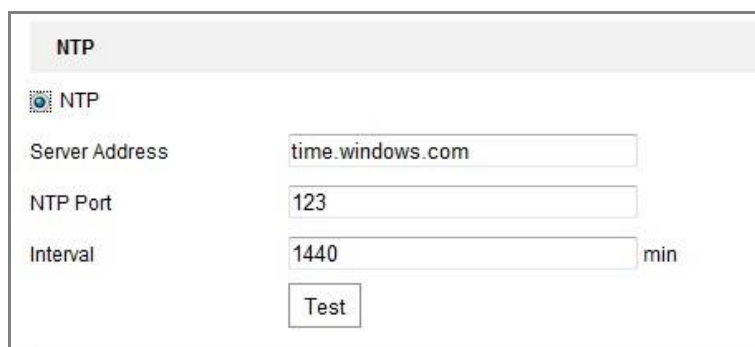 NTP
NTP
Server Address time.windows.com
NTP Port 123
Interval 1440 min
Test